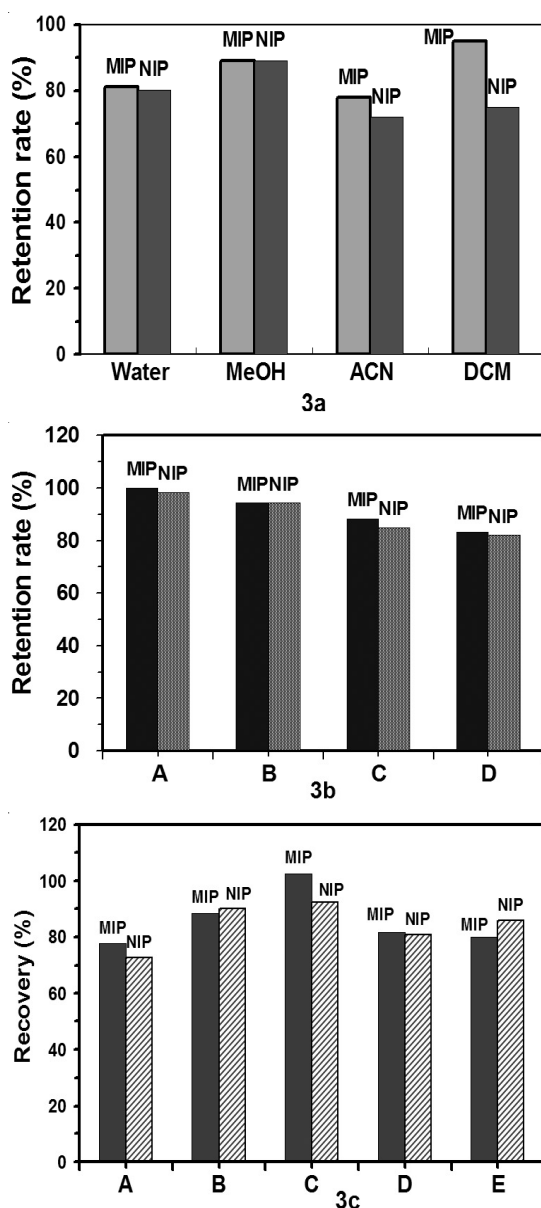 Retention rate (%)
100
80
60
40
20
0
MIP NIP
MIP NIP
MIP
NIP
MIP
NIP
Water MeOH ACN DCM
3a
Retention rate (%)
120
100
80
60
40
20
0
MIP NIP
MIP NIP
MIP
NIP
MIP NIP
A B C D
3b
Recovery (%)
120
100
80
60
40
20
0
MIP
NIP
MIP NIP
MIP
NIP
MIP NIP
MIP
NIP
A B C D E
3c